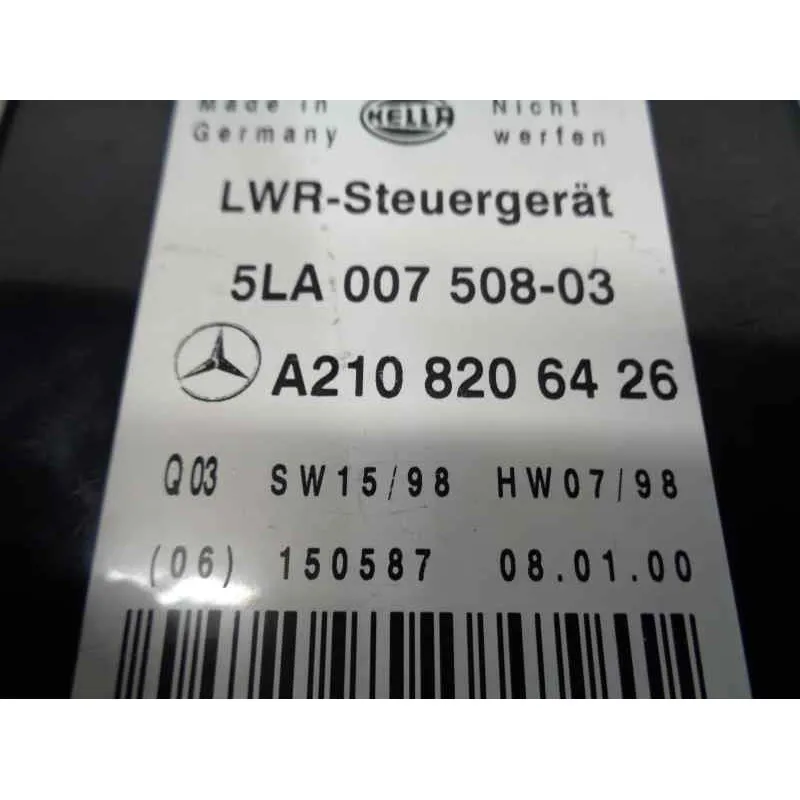 Made in HELLA Nicht
Germany werfen
LWR-Steuergerät
5LA 007 508-03
A210 820 64 26
Q03 SW15/98 HW07/98
(06) 150587 08.01.00